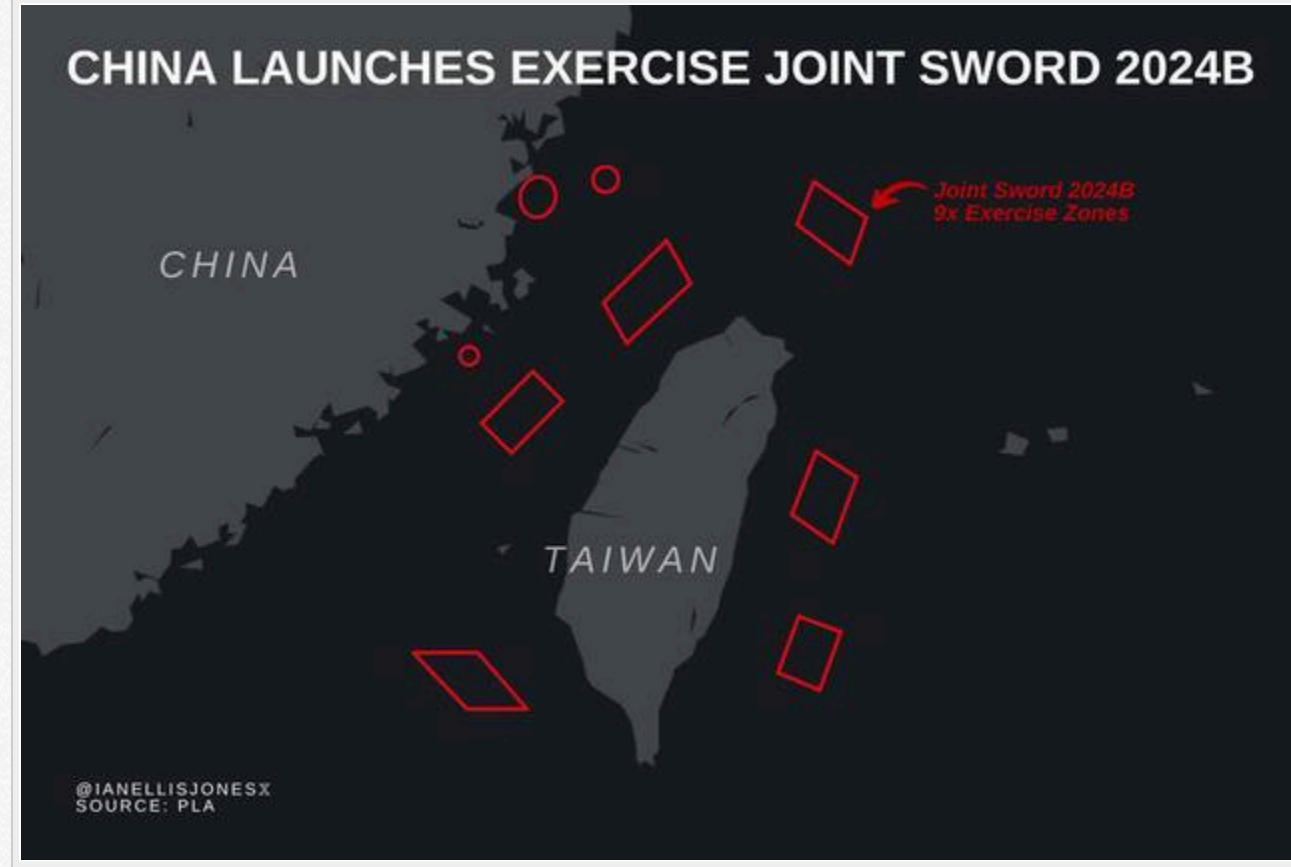 CHINA LAUNCHES EXERCISE JOINT SWORD 2024B
Joint Sword 2024B
9x Exercise Zones
CHINA
TAIWAN
@IANELLISJONESX
SOURCE: PLA